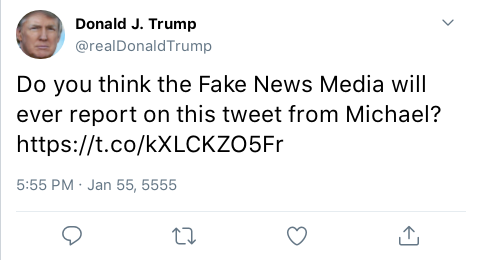 Donald J. Trump
@realDonaldTrump
Do you think the Fake News Media will
ever report on this tweet from Michael?
https://t.co/kXLCKZO5Fr
5:55 PM · Jan 55, 5555